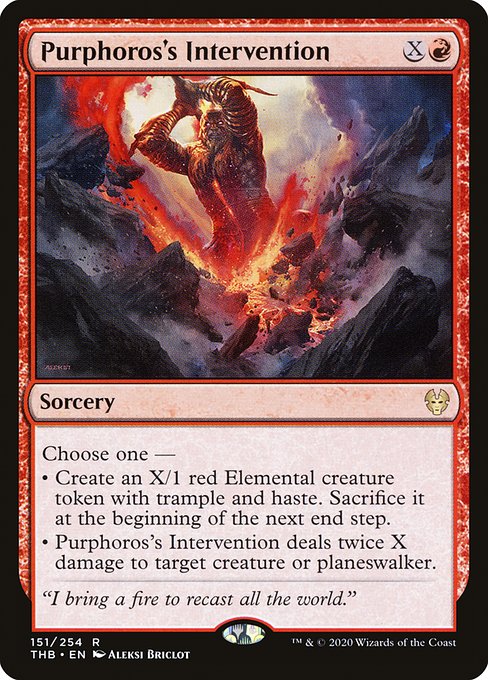 Purphoros's Intervention X
ALEKSI
Sorcery
Choose one —
• Create an X/1 red Elemental creature
token with trample and haste. Sacrifice it
at the beginning of the next end step.
• Purphoros's Intervention deals twice X
damage to target creature or planeswalker.
"I bring a fire to recast all the world."
151/254 R
THB • EN Aleksi Briclot
™ & © 2020 Wizards of the Coast